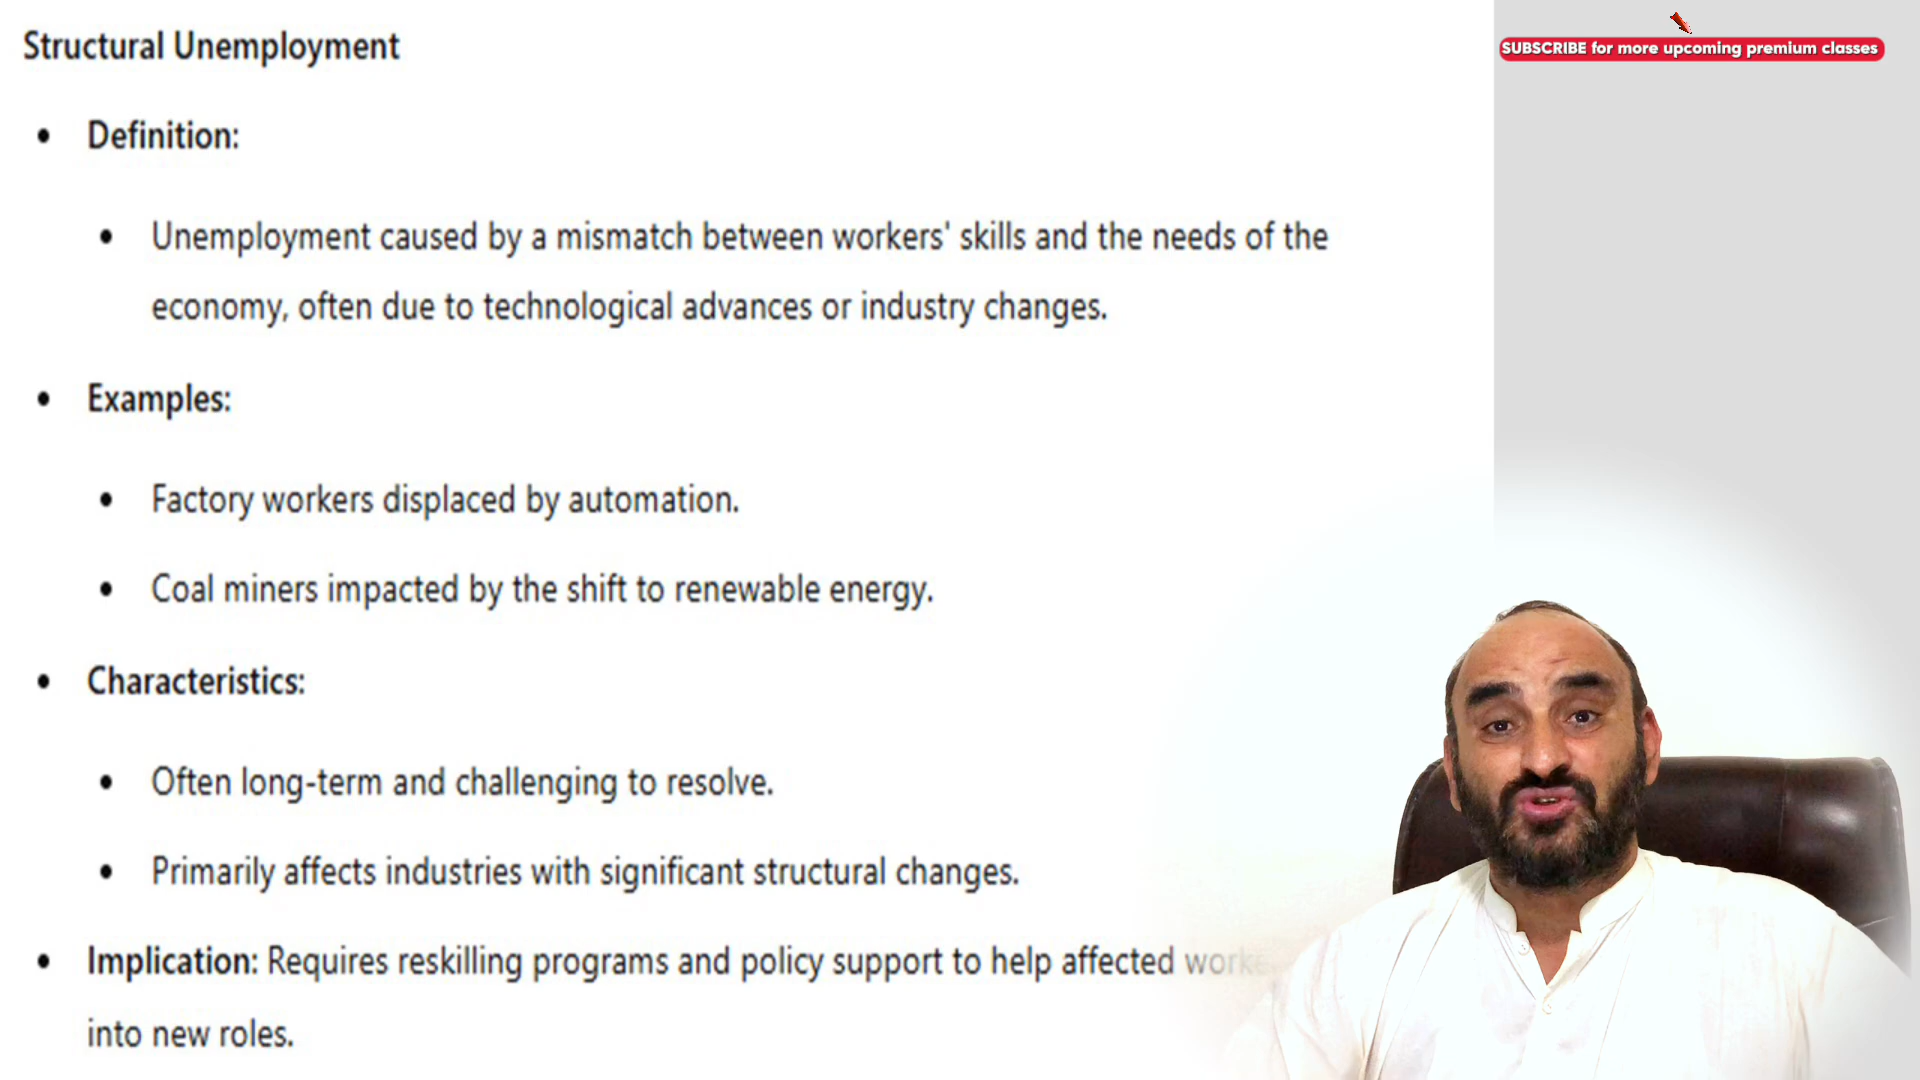 Structural Unemployment
SUBSCRIBE for more upcoming premium classes
• Definition:
• Unemployment caused by a mismatch between workers' skills and the needs of the
economy, often due to technological advances or industry changes.
• Examples:
• Factory workers displaced by automation.
• Coal miners impacted by the shift to renewable energy.
• Characteristics:
• Often long-term and challenging to resolve.
• Primarily affects industries with significant structural changes.
• Implication: Requires reskilling programs and policy support to help affected
into new roles.